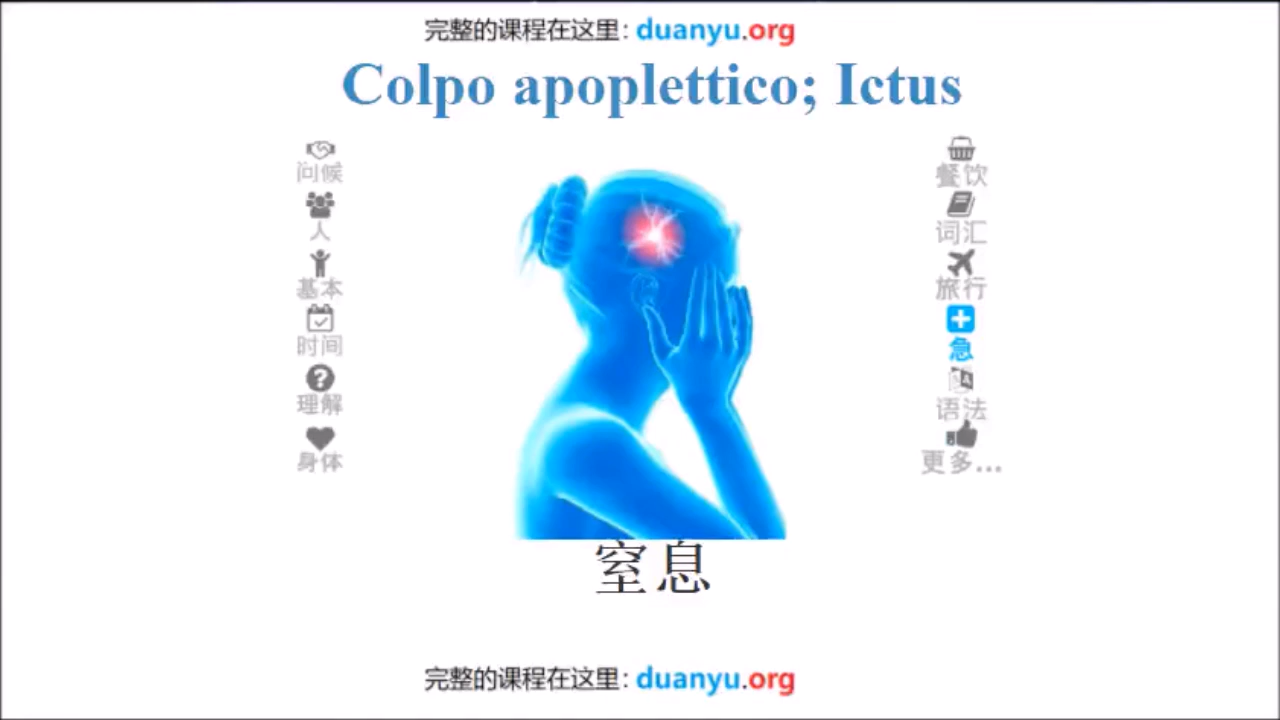 完整的课程在这里: duanyu.org
Colpo apoplettico; Ictus
问候
人
基本
时间
理解
身体
餐饮
词汇
旅行
急
语法
更多...
窒息
完整的课程在这里: duanyu.org